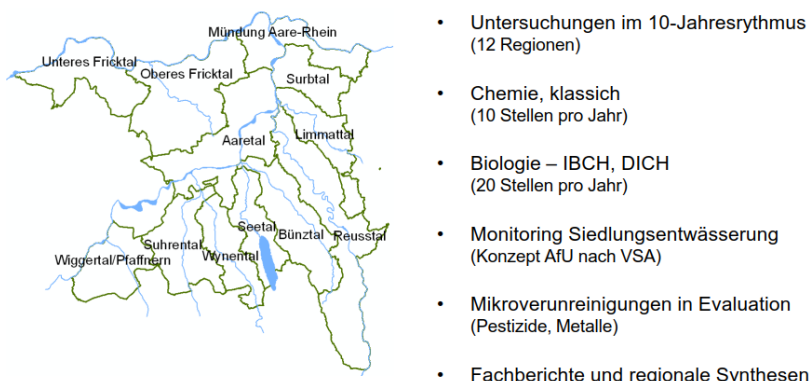 Mündung Aare-Rhein
Unteres Fricktal
Oberes Fricktal
Surbtal
Aaretal
Limmattal
Seetal
Bünztal
Reusstal
Suhrental
Wynental
Wiggertal/Pfaffnern
• Untersuchungen im 10-Jahresrythmus
(12 Regionen)
• Chemie, klassich
(10 Stellen pro Jahr)
• Biologie – IBCH, DICH
(20 Stellen pro Jahr)
• Monitoring Siedlungsentwässerung
(Konzept AfU nach VSA)
• Mikroverunreinigungen in Evaluation
(Pestizide, Metalle)
• Fachberichte und regionale Synthesen